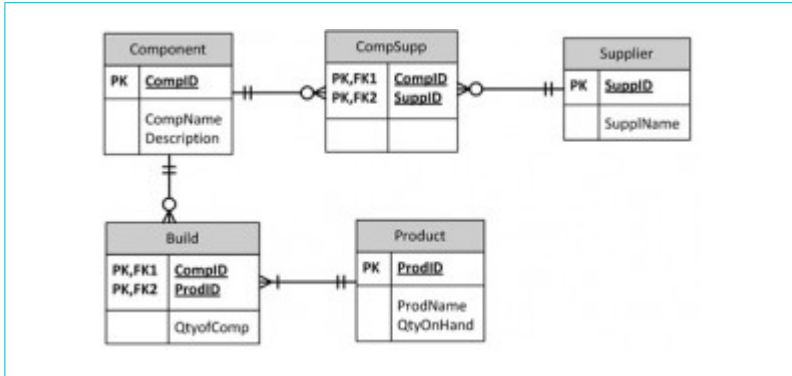 Component
PK CompID
CompName
Description
CompSupp
PK,FK1 CompID
PK,FK2 SuppID
Supplier
PK SuppID
SupplName
Build
PK,FK1 CompID
PK,FK2 ProdID
QtyofComp
Product
PK ProdID
ProdName
QtyOnHand